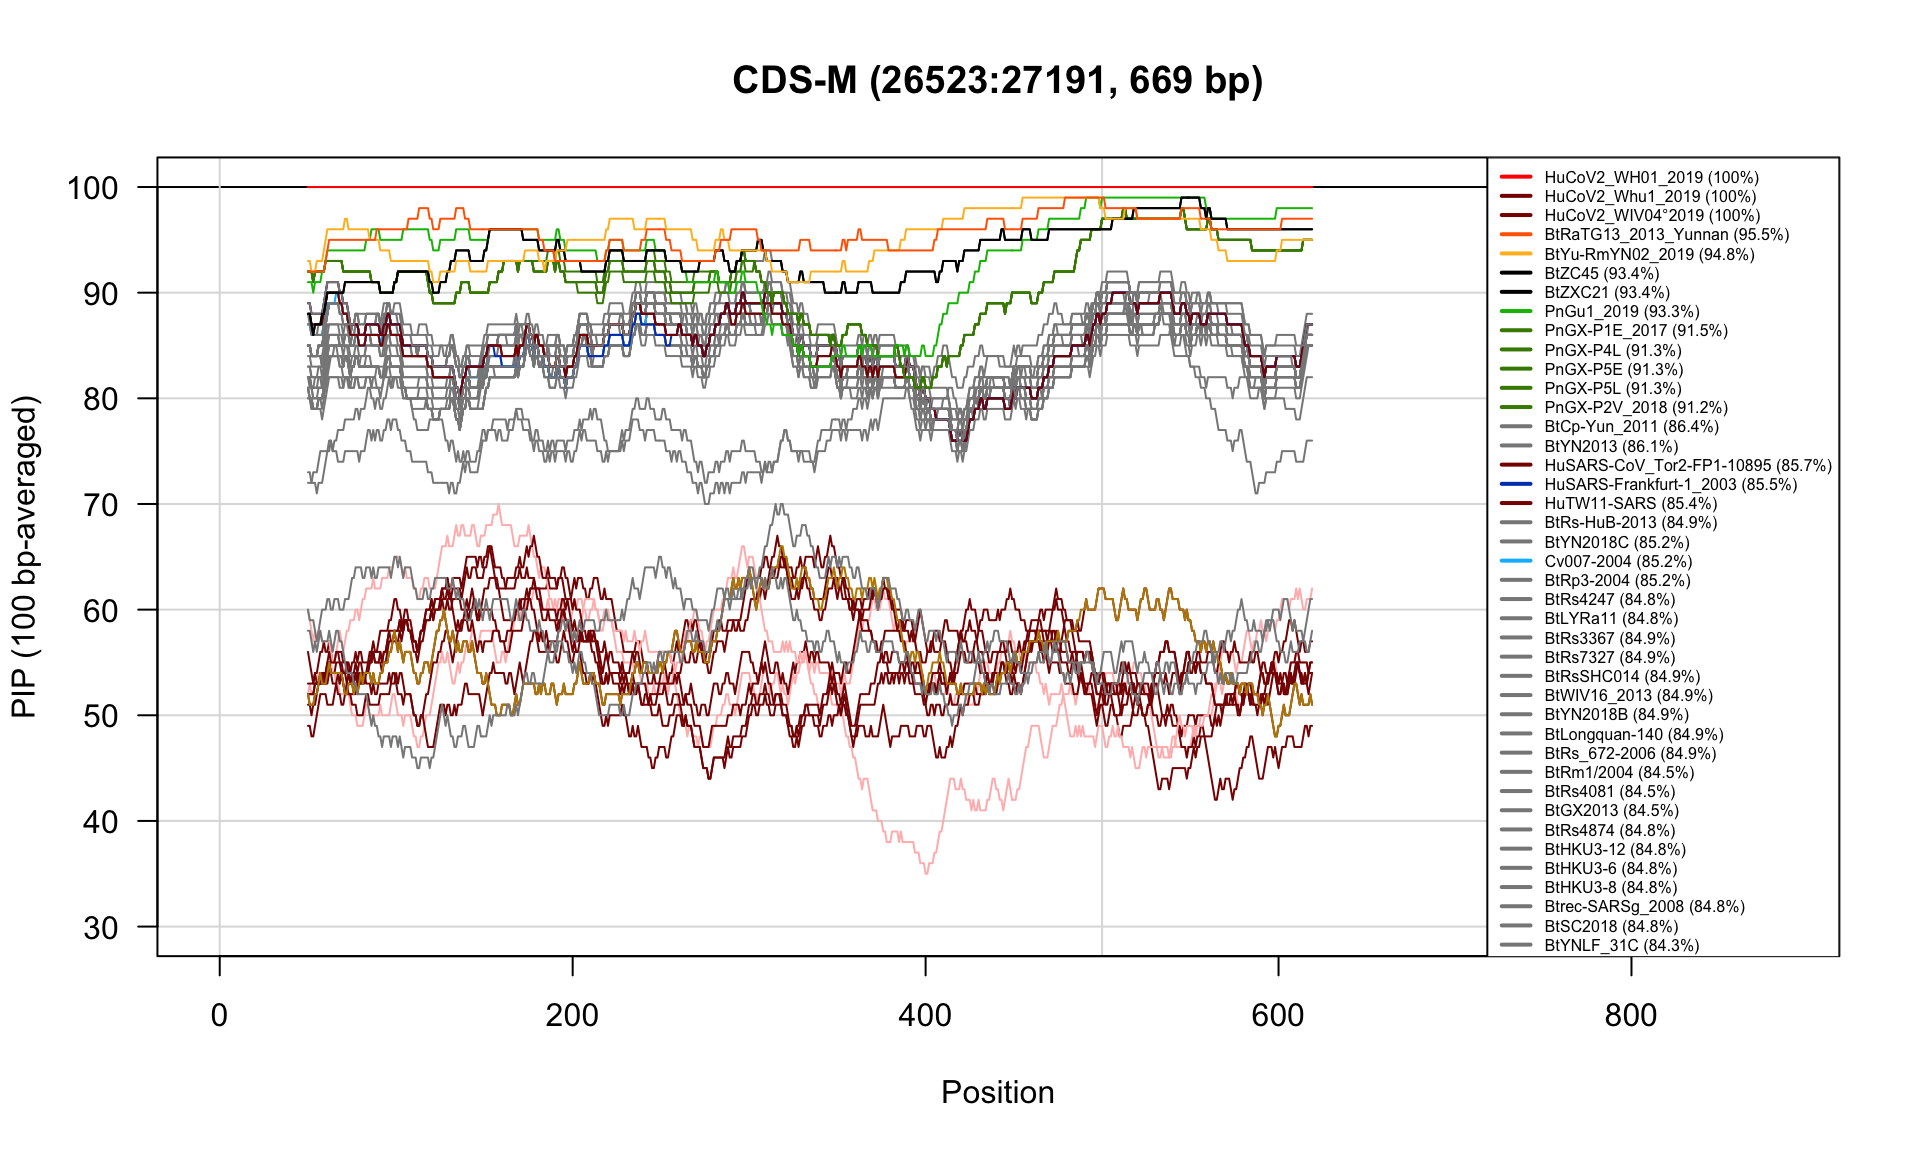 CDS-M (26523:27191, 669 bp)
PIP (100 bp-averaged)
100
90
80
70
60
50
40
30
0
200
400
600
800
Position
HuCoV2_WH01_2019 (100%)
HuCoV2_Whu1_2019 (100%)
HuCoV2_WIV04°2019 (100%)
BtRaTG13_2013_Yunnan (95.5%)
BtYu-RmYN02_2019 (94.8%)
BtZC45 (93.4%)
BtZXC21 (93.4%)
PnGu1_2019 (93.3%)
PnGX-P1E_2017 (91.5%)
PnGX-P4L (91.3%)
PnGX-P5E (91.3%)
PnGX-P5L (91.3%)
PnGX-P2V_2018 (91.2%)
BtCp-Yun_2011 (86.4%)
BtYN2013 (86.1%)
HuSARS-CoV_Tor2-FP1-10895 (85.7%)
HuSARS-Frankfurt-1_2003 (85.5%)
HuTW11-SARS (85.4%)
BtRs-HuB-2013 (84.9%)
BtYN2018C (85.2%)
Cv007-2004 (85.2%)
BtRp3-2004 (85.2%)
BtRs4247 (84.8%)
BtLYRa11 (84.8%)
BtRs3367 (84.9%)
BtRs7327 (84.9%)
BtRsSHC014 (84.9%)
BtWIV16_2013 (84.9%)
BtYN2018B (84.9%)
BtLongquan-140 (84.9%)
BtRs_672-2006 (84.9%)
BtRm1/2004 (84.5%)
BtRs4081 (84.5%)
BtGX2013 (84.5%)
BtRs4874 (84.8%)
BtHKU3-12 (84.8%)
BtHKU3-6 (84.8%)
BtHKU3-8 (84.8%)
Btrec-SARSg_2008 (84.8%)
BtSC2018 (84.8%)
BtYNLF_31C (84.3%)